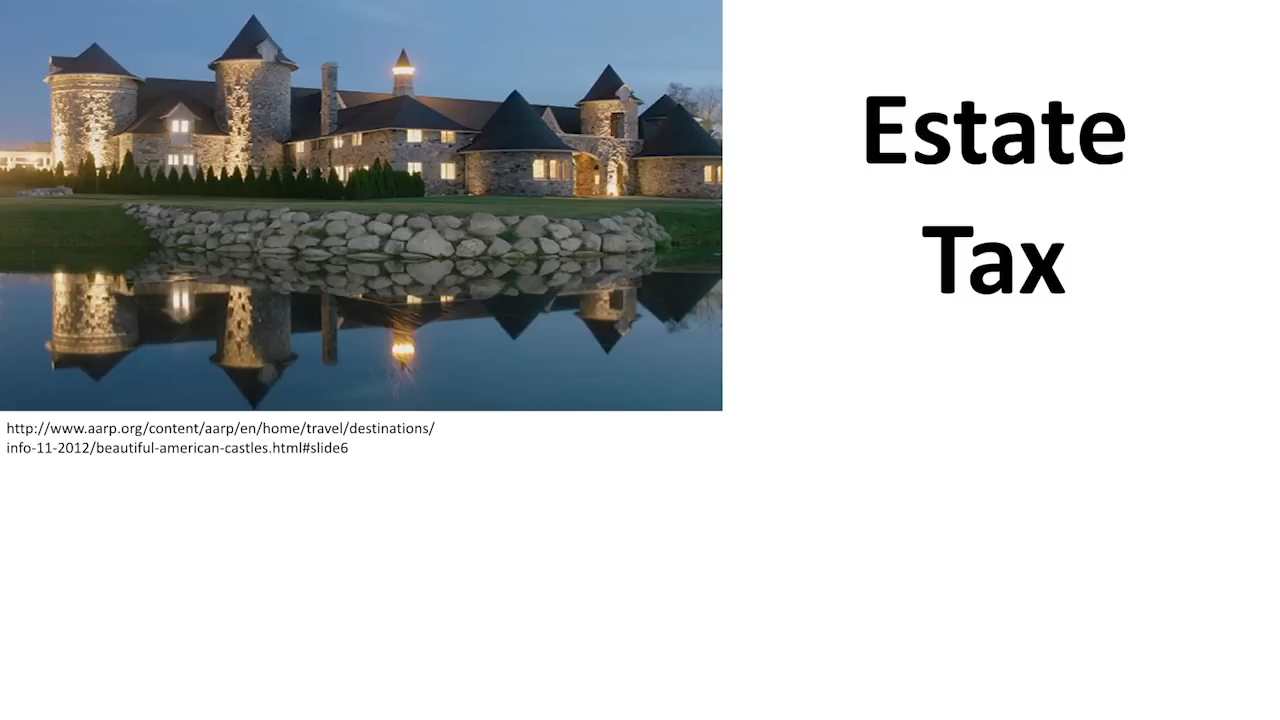 Estate
Tax
http://www.aarp.org/content/aarp/en/home/travel/destinations/
info-11-2012/beautiful-american-castles.html#slide6